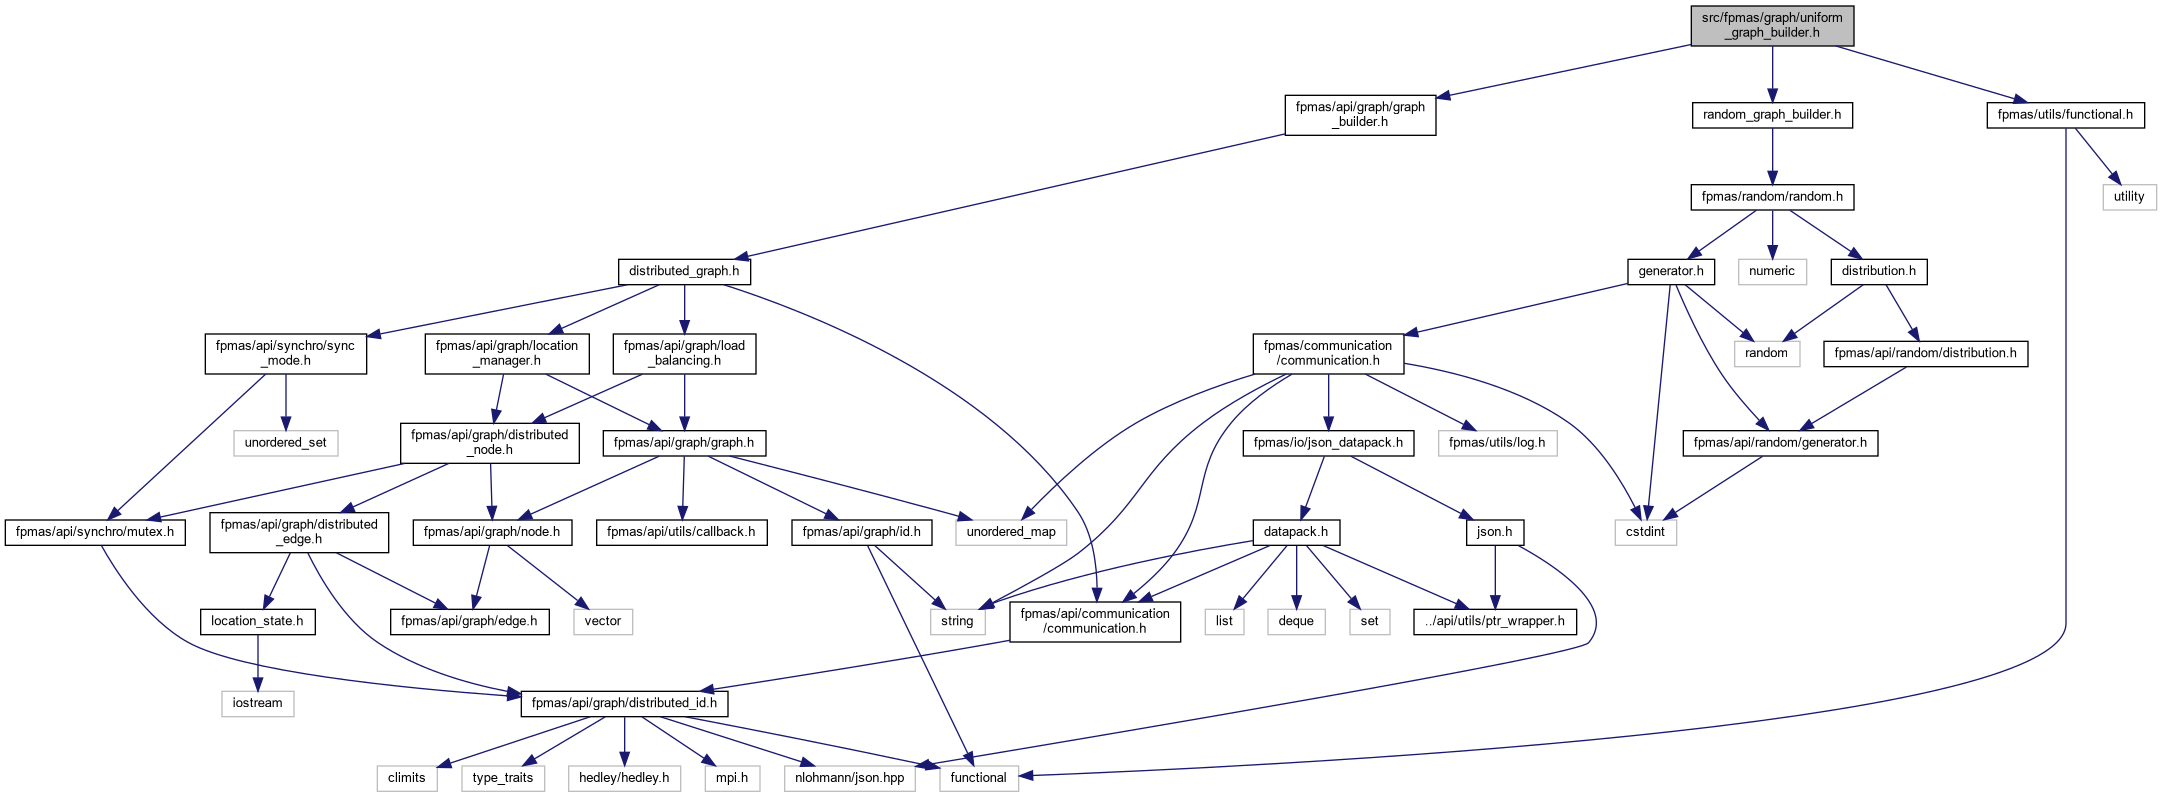 src/fpmas/graph/uniform
_graph_builder.h
fpmas/api/graph/graph
_builder.h
random_graph_builder.h
fpmas/utils/functional.h
fpmas/random/random.h
utility
distributed_graph.h
generator.h
numeric
distribution.h
fpmas/api/synchro/sync
_mode.h
fpmas/api/graph/location
_manager.h
fpmas/api/graph/load
_balancing.h
fpmas/communication
/communication.h
random
fpmas/api/random/distribution.h
unordered_set
fpmas/api/graph/distributed
_node.h
fpmas/api/graph/graph.h
fpmas/io/json_datapack.h
fpmas/utils/log.h
fpmas/api/random/generator.h
fpmas/api/synchro/mutex.h
fpmas/api/graph/distributed
_edge.h
fpmas/api/graph/node.h
fpmas/api/utils/callback.h
fpmas/api/graph/id.h
unordered_map
datapack.h
json.h
cstdint
location_state.h
fpmas/api/graph/edge.h
vector
string
fpmas/api/communication
/communication.h
list
deque
set
../api/utils/ptr_wrapper.h
iostream
fpmas/api/graph/distributed_id.h
climits
type_traits
hedley/hedley.h
mpi.h
nlohmann/json.hpp
functional